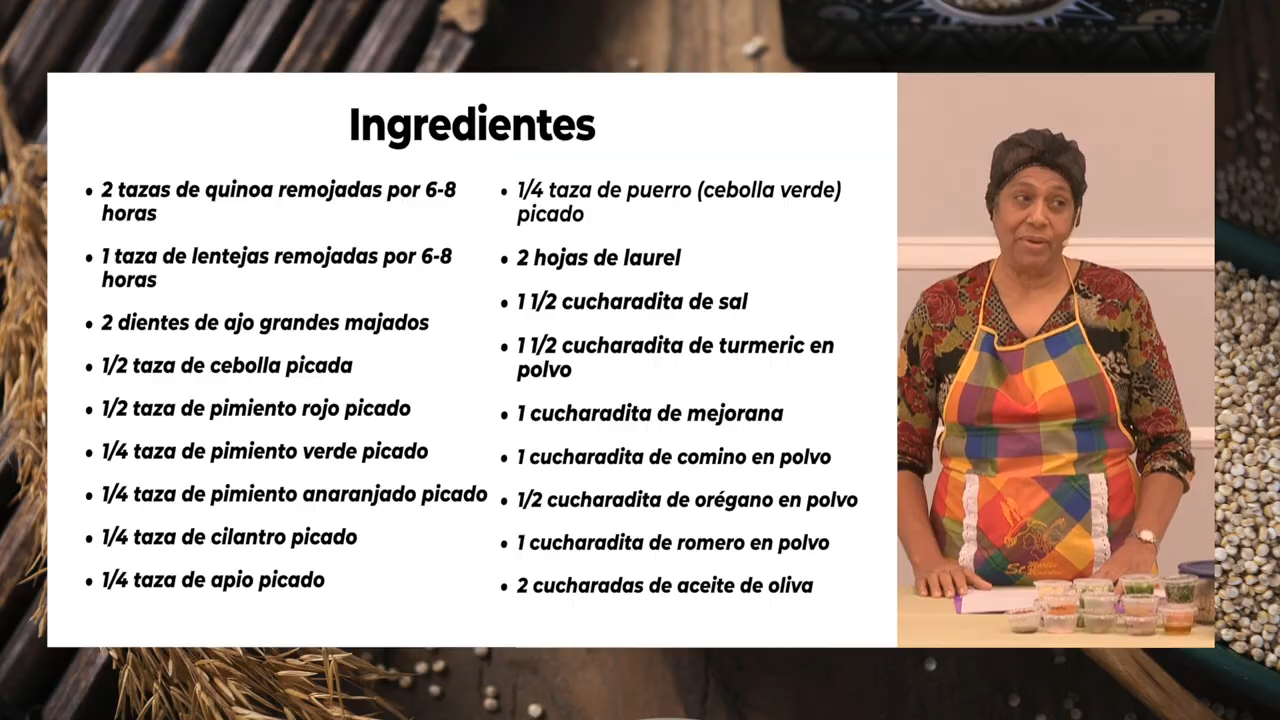 Ingredientes
• 2 tazas de quinoa remojadas por 6-8
horas
• 1 taza de lentejas remojadas por 6-8
horas
• 2 dientes de ajo grandes majados
• 1/2 taza de cebolla picada
• 1/2 taza de pimiento rojo picado
• 1/4 taza de pimiento verde picado
• 1/4 taza de pimiento anaranjado picado
• 1/4 taza de cilantro picado
• 1/4 taza de apio picado
• 1/4 taza de puerro (cebolla verde)
picado
• 2 hojas de laurel
• 1 1/2 cucharadita de sal
• 1 1/2 cucharadita de turmeric en
polvo
• 1 cucharadita de mejorana
• 1 cucharadita de comino en polvo
• 1/2 cucharadita de orégano en polvo
• 1 cucharadita de romero en polvo
• 2 cucharadas de aceite de oliva